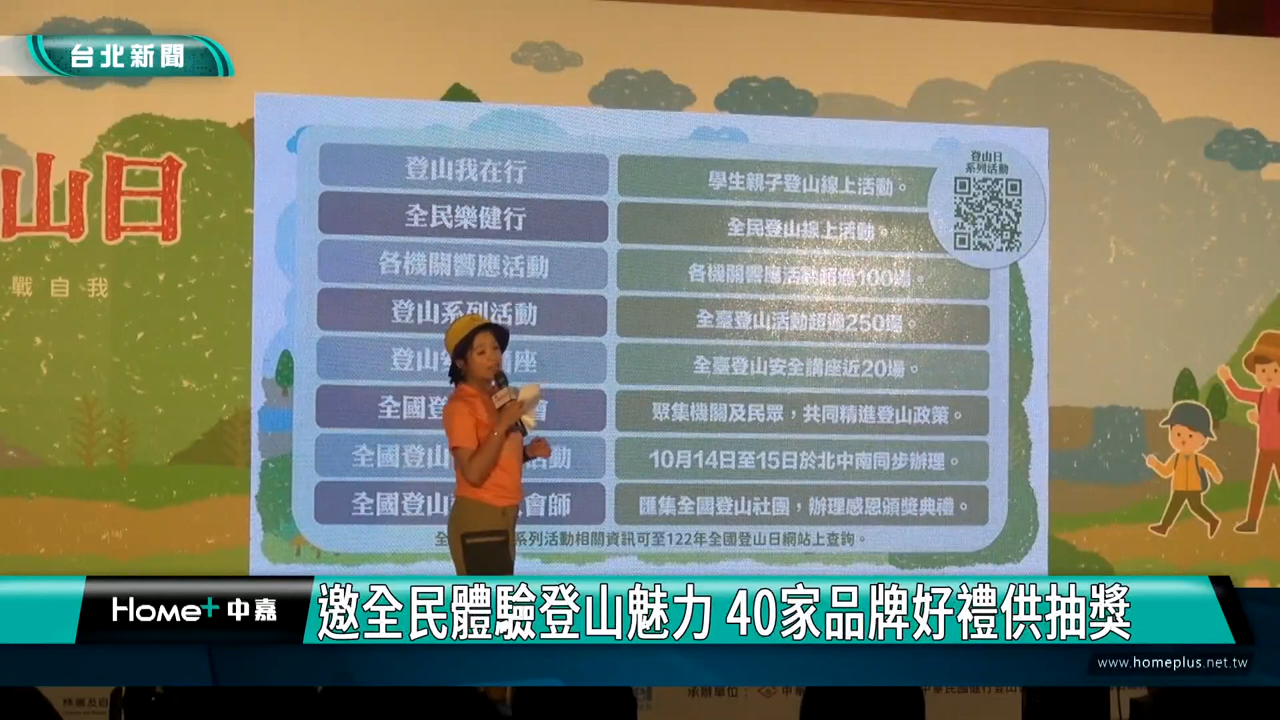 台北新聞
山日
戰自我
登山日
系列活動
登山我在行
學生親子登山線上活動。
全民樂健行
全民登山線上活動。
各機關響應活動
各機關響應活動超過100場。
登山系列活動
全臺登山活動超過250場。
登山 講座
全臺登山安全講座近20場。
全國登 會
聚集機關及民眾，共同精進登山政策。
全國登山 活動
10月14日至15日於北中南同步辦理。
全國登山 會師
匯集全國登山社團，辦理感恩頒獎典禮。
全 系列活動相關資訊可至122年全國登山日網站上查詢。
Home+中嘉
邀全民體驗登山魅力 40家品牌好禮供抽獎
www.homeplus.net.tw
承辦單位：